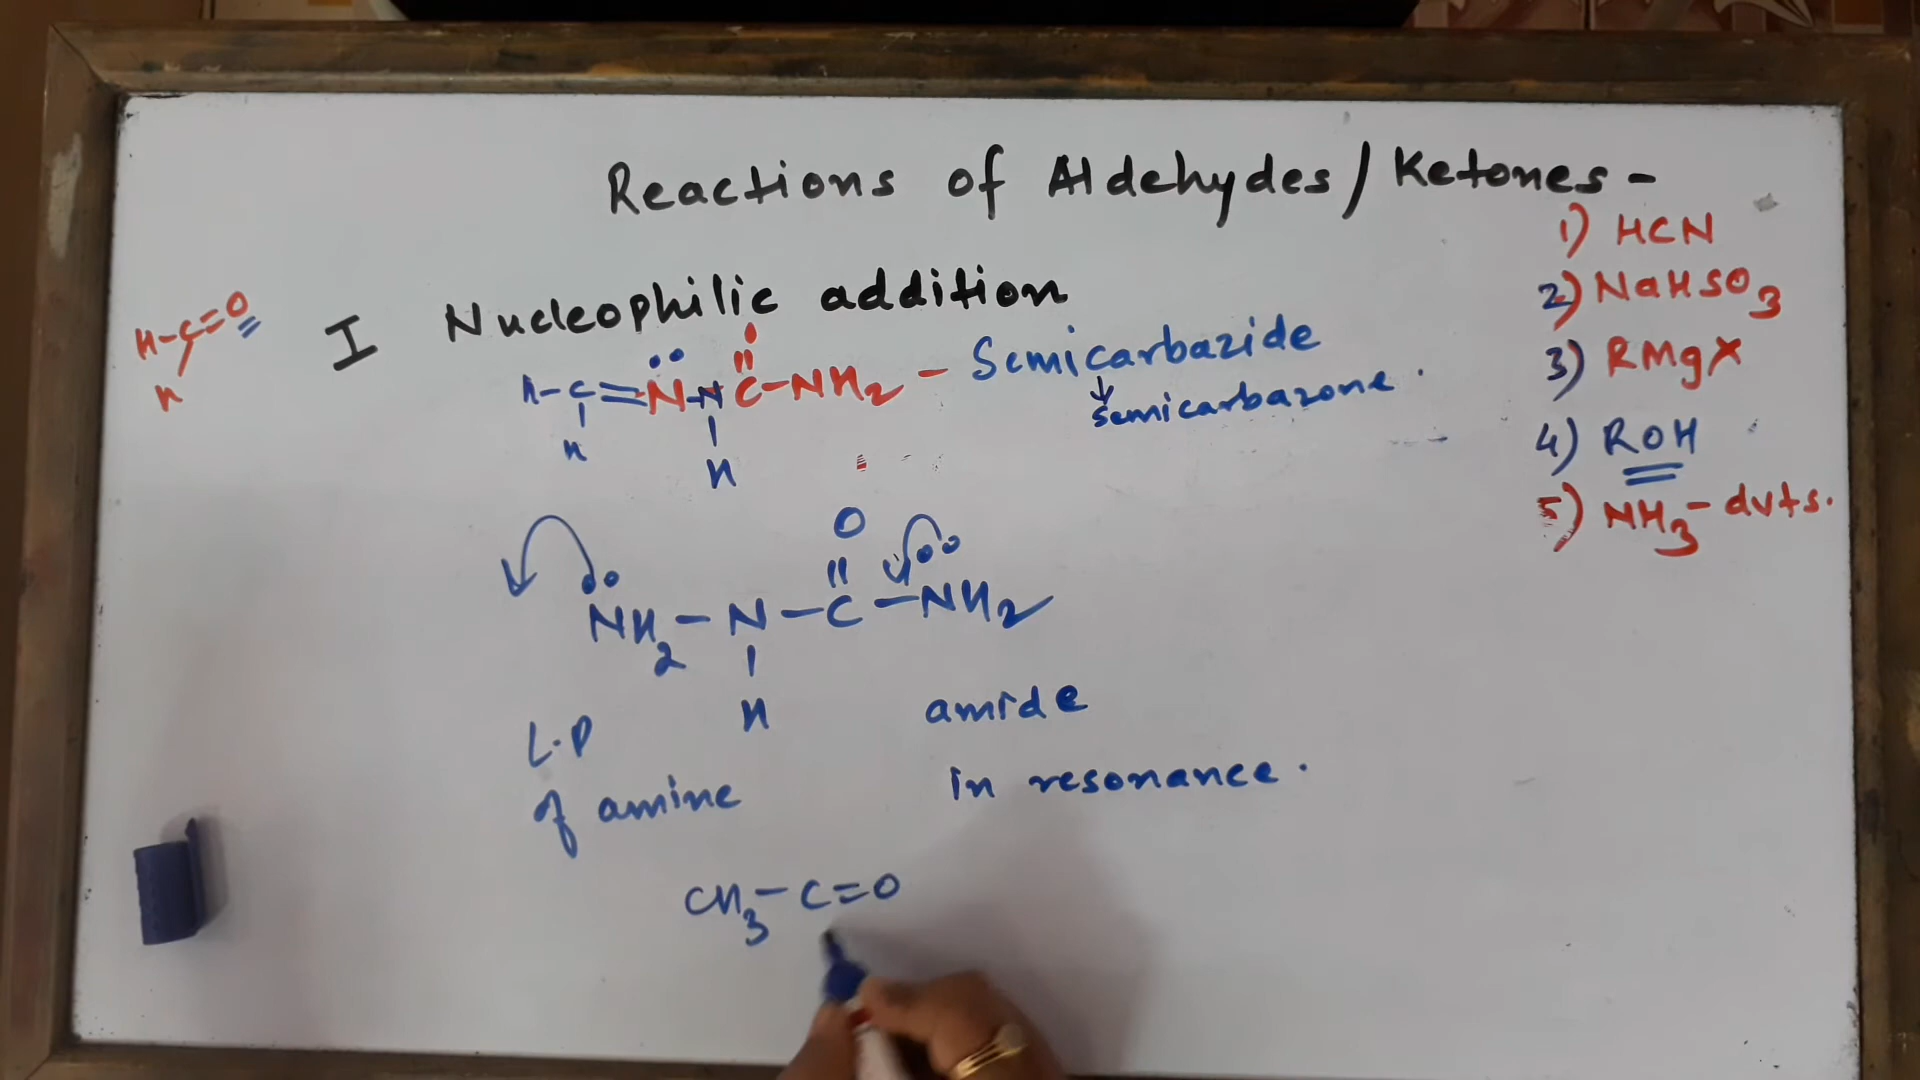 Reactions of Aldehydes/Ketones -
1) HCN
2) NaHSO3
3) RMgX
4) ROH
5) NH3 - dvts.
H-C=O
H
I Nucleophilic addition
H-C=N-N-C-NH2 - Semicarbazide
H
H
semicarbazone.
O
NH2-N-C-NH2
H
L.P
of amine
amide
in resonance.
CH3-C=O